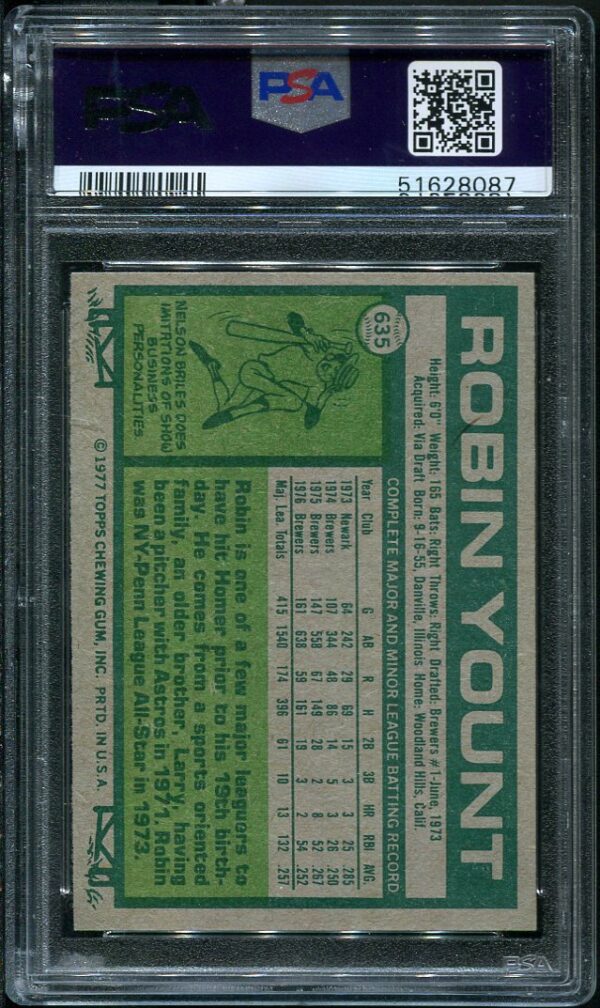 PSA
PSA
51628087
ROBIN YOUNT
635
Height: 6'0" Weight: 165 Bats: Right Throws: Right Drafted: Brewers #1-June, 1973
Acquired: Via Draft Born: 9-16-55, Danville, Illinois Home: Woodland Hills, Calif.
COMPLETE MAJOR AND MINOR LEAGUE BATTING RECORD
Year Club G AB R H 2B 3B HR RBI AVG.
1973 Newark 64 242 29 69 15 3 3 25 .285
1974 Brewers 107 344 48 86 14 5 3 26 .250
1975 Brewers 147 558 67 149 28 2 8 52 .267
1976 Brewers 161 638 59 161 19 3 2 54 .252
Maj. Lea. Totals 415 1540 174 396 61 10 13 132 .257
NELSON BRILES DOES
IMITATIONS OF SHOW
BUSINESS
PERSONALITIES
Robin is one of a few major leaguers to
have hit Homer prior to his 19th birth-
day. He comes from a sports oriented
family, an older brother, Larry, having
been a pitcher with Astros in 1971. Robin
was NY-Penn League All-Star in 1973.
© 1977 TOPPS CHEWING GUM, INC. PRTD. IN U.S.A.
PSA